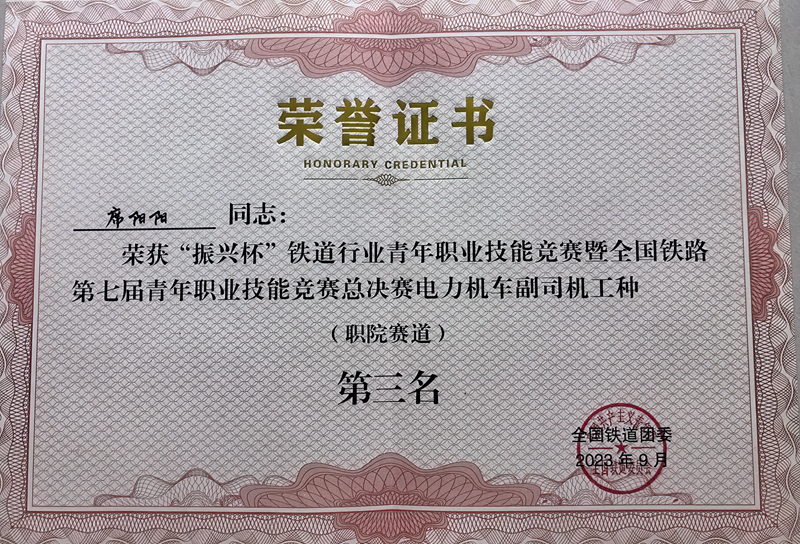 荣誉证书
HONORARY CREDENTIAL
席阳阳 同志：
荣获“振兴杯”铁道行业青年职业技能竞赛暨全国铁路
第七届青年职业技能竞赛总决赛电力机车副司机工种
（职院赛道）
第三名
全国铁道团委
2023年9月